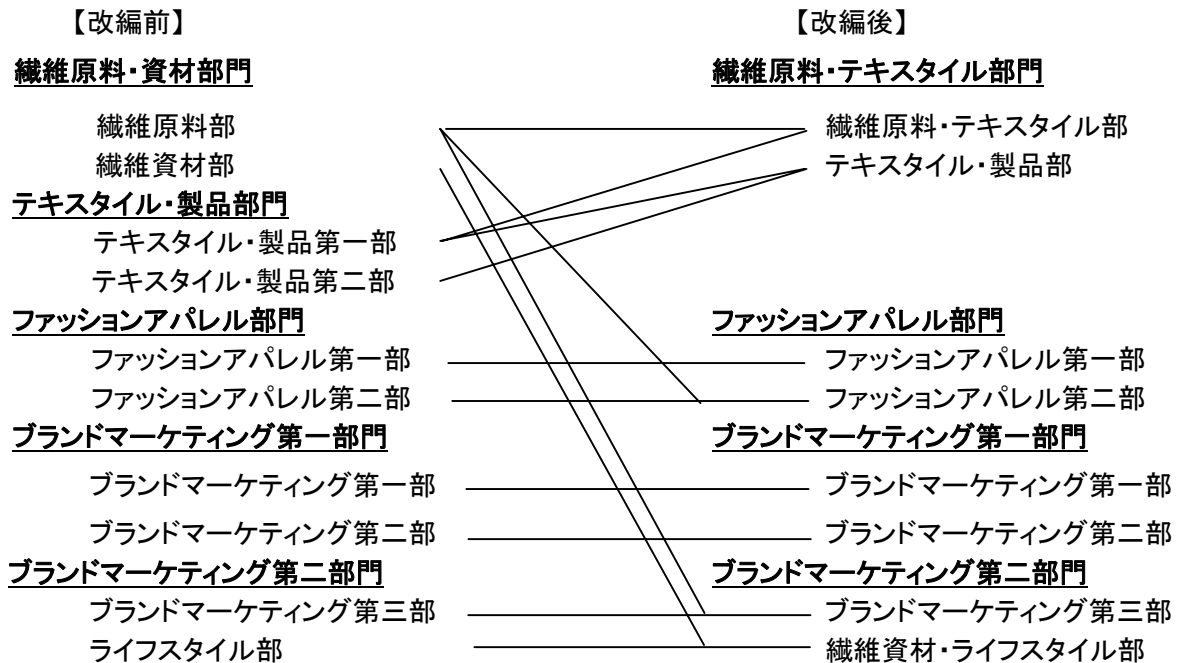 【改編前】 【改編後】
繊維原料・資材部門 繊維原料・テキスタイル部門
繊維原料部 繊維原料・テキスタイル部
繊維資材部 テキスタイル・製品部
テキスタイル・製品部門
テキスタイル・製品第一部
テキスタイル・製品第二部
ファッションアパレル部門 ファッションアパレル部門
ファッションアパレル第一部 ファッションアパレル第一部
ファッションアパレル第二部 ファッションアパレル第二部
ブランドマーケティング第一部門 ブランドマーケティング第一部門
ブランドマーケティング第一部 ブランドマーケティング第一部
ブランドマーケティング第二部 ブランドマーケティング第二部
ブランドマーケティング第二部門 ブランドマーケティング第二部門
ブランドマーケティング第三部 ブランドマーケティング第三部
ライフスタイル部 繊維資材・ライフスタイル部